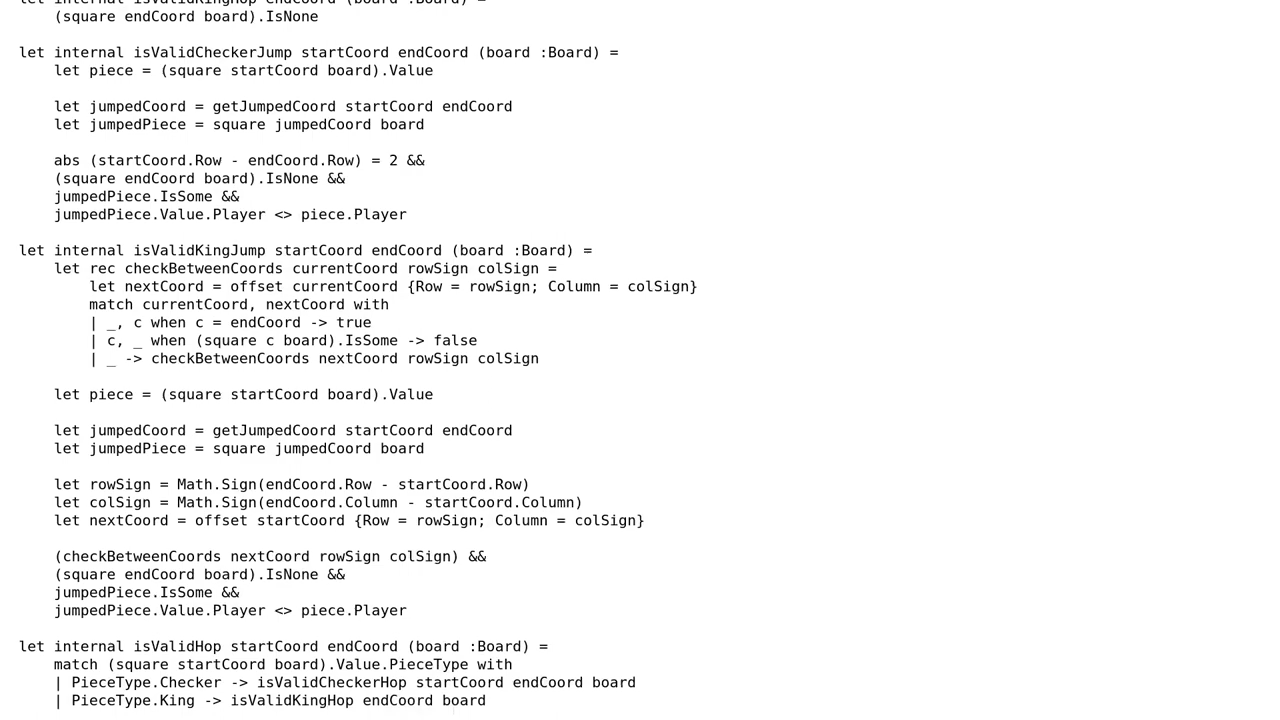 let internal isValidKingHop endCoord (board :Board) =
    (square endCoord board).IsNone

let internal isValidCheckerJump startCoord endCoord (board :Board) =
    let piece = (square startCoord board).Value

    let jumpedCoord = getJumpedCoord startCoord endCoord
    let jumpedPiece = square jumpedCoord board

    abs (startCoord.Row - endCoord.Row) = 2 &&
    (square endCoord board).IsNone &&
    jumpedPiece.IsSome &&
    jumpedPiece.Value.Player <> piece.Player

let internal isValidKingJump startCoord endCoord (board :Board) =
    let rec checkBetweenCoords currentCoord rowSign colSign =
        let nextCoord = offset currentCoord {Row = rowSign; Column = colSign}
        match currentCoord, nextCoord with
        | _, c when c = endCoord -> true
        | c, _ when (square c board).IsSome -> false
        | _ -> checkBetweenCoords nextCoord rowSign colSign

    let piece = (square startCoord board).Value

    let jumpedCoord = getJumpedCoord startCoord endCoord
    let jumpedPiece = square jumpedCoord board

    let rowSign = Math.Sign(endCoord.Row - startCoord.Row)
    let colSign = Math.Sign(endCoord.Column - startCoord.Column)
    let nextCoord = offset startCoord {Row = rowSign; Column = colSign}

    (checkBetweenCoords nextCoord rowSign colSign) &&
    (square endCoord board).IsNone &&
    jumpedPiece.IsSome &&
    jumpedPiece.Value.Player <> piece.Player

let internal isValidHop startCoord endCoord (board :Board) =
    match (square startCoord board).Value.PieceType with
    | PieceType.Checker -> isValidCheckerHop startCoord endCoord board
    | PieceType.King -> isValidKingHop endCoord board